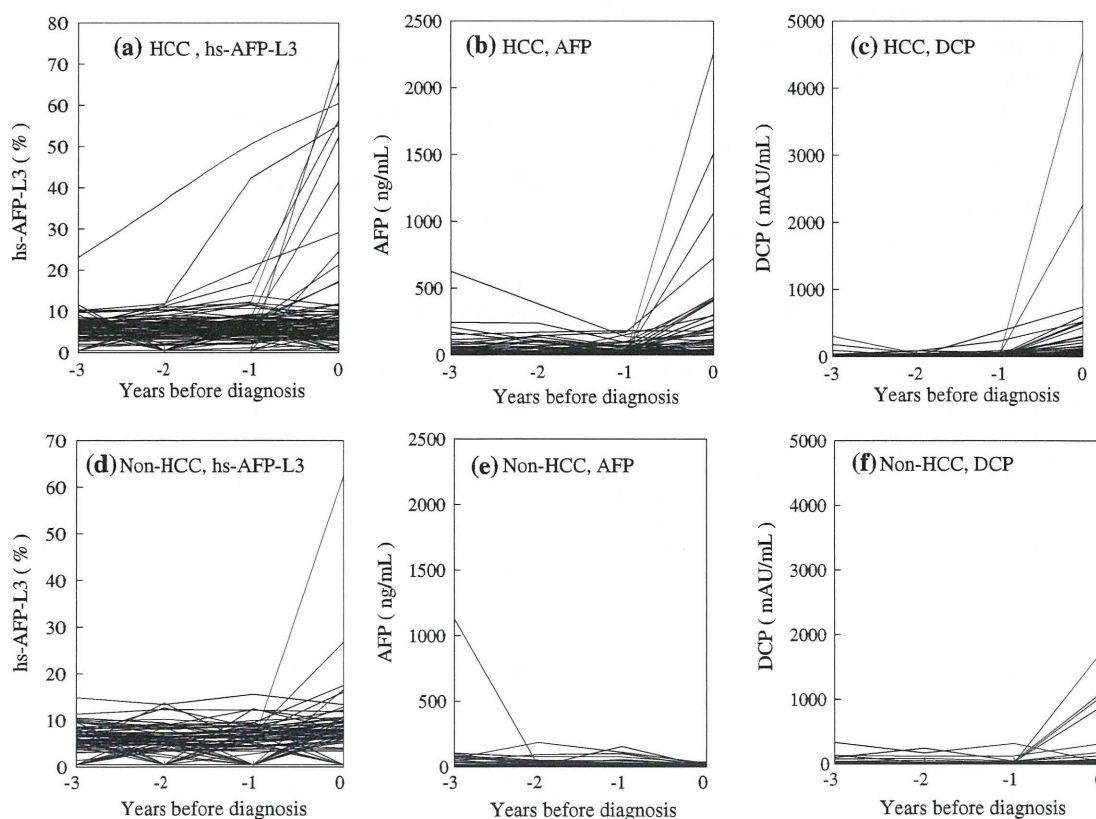 (a) HCC , hs-AFP-L3
hs-AFP-L3 ( % )
80
70
60
50
40
30
20
10
0
-3 -2 -1 0
Years before diagnosis
(b) HCC, AFP
AFP ( ng/mL )
2500
2000
1500
1000
500
0
-3 -2 -1 0
Years before diagnosis
(c) HCC, DCP
DCP ( mAU/mL )
5000
4000
3000
2000
1000
0
-3 -2 -1 0
Years before diagnosis
(d) Non-HCC, hs-AFP-L3
hs-AFP-L3 ( % )
70
60
50
40
30
20
10
0
-3 -2 -1 0
Years before diagnosis
(e) Non-HCC, AFP
AFP ( ng/mL )
2500
2000
1500
1000
500
0
-3 -2 -1 0
Years before diagnosis
(f) Non-HCC, DCP
DCP ( mAU/mL )
5000
4000
3000
2000
1000
0
-3 -2 -1 0
Years before diagnosis